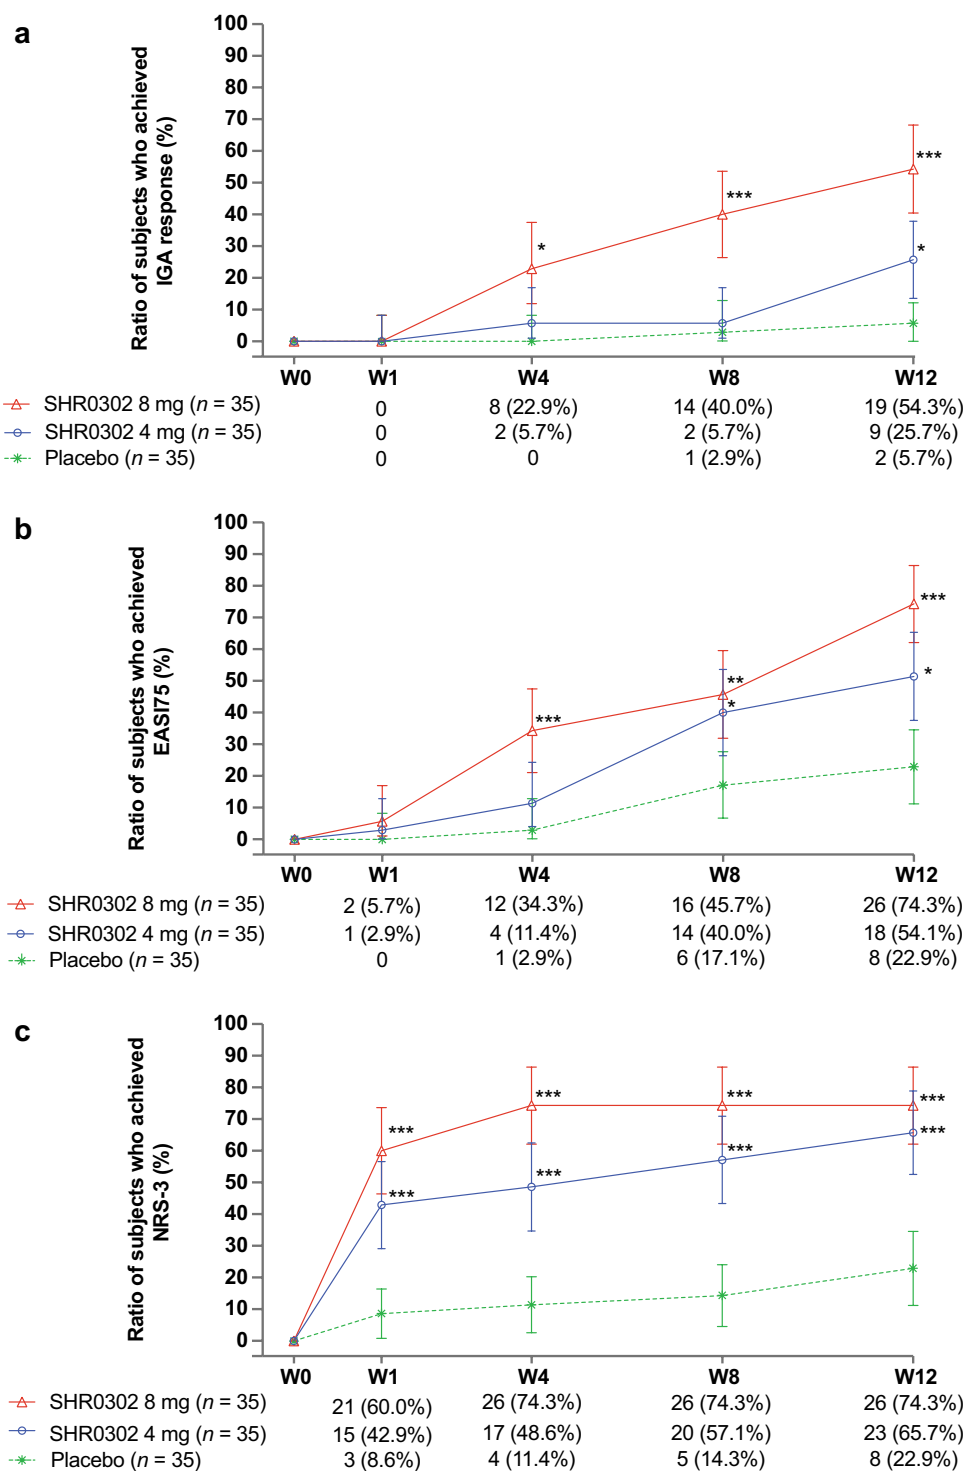 a
Ratio of subjects who achieved
IGA response (%)
100
90
80
70
60
50
40
30
20
10
0
*
***
***
*
W0 W1 W4 W8 W12
SHR0302 8 mg (n = 35) 0 8 (22.9%) 14 (40.0%) 19 (54.3%)
SHR0302 4 mg (n = 35) 0 2 (5.7%) 2 (5.7%) 9 (25.7%)
Placebo (n = 35) 0 0 1 (2.9%) 2 (5.7%)
b
Ratio of subjects who achieved
EASI75 (%)
100
90
80
70
60
50
40
30
20
10
0
***
**
*
***
*
W0 W1 W4 W8 W12
SHR0302 8 mg (n = 35) 2 (5.7%) 12 (34.3%) 16 (45.7%) 26 (74.3%)
SHR0302 4 mg (n = 35) 1 (2.9%) 4 (11.4%) 14 (40.0%) 18 (54.1%)
Placebo (n = 35) 0 1 (2.9%) 6 (17.1%) 8 (22.9%)
c
Ratio of subjects who achieved
NRS-3 (%)
100
90
80
70
60
50
40
30
20
10
0
***
***
***
***
***
***
***
***
W0 W1 W4 W8 W12
SHR0302 8 mg (n = 35) 21 (60.0%) 26 (74.3%) 26 (74.3%) 26 (74.3%)
SHR0302 4 mg (n = 35) 15 (42.9%) 17 (48.6%) 20 (57.1%) 23 (65.7%)
Placebo (n = 35) 3 (8.6%) 4 (11.4%) 5 (14.3%) 8 (22.9%)